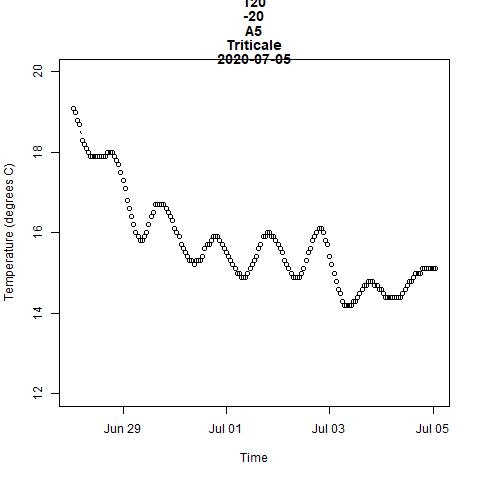 120
-20
A5
Triticale
2020-07-05
Temperature (degrees C)
20
18
16
14
12
Jun 29
Jul 01
Jul 03
Jul 05
Time